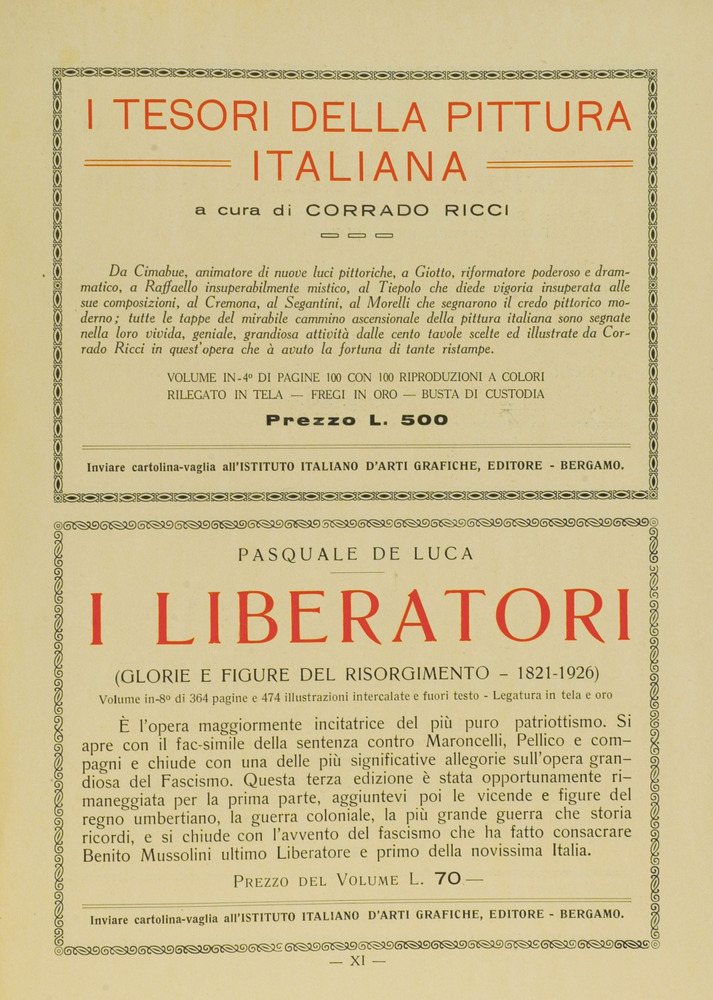 I TESORI DELLA PITTURA
ITALIANA
a cura di CORRADO RICCI
Da Cimabue, animatore di nuove luci pittoriche, a Giotto, riformatore poderoso e dram-
matico, a Raffaello insuperabilmente mistico, al Tiepolo che diede vigoria insuperata alle
sue composizioni, al Cremona, al Segantini, al Morelli che segnarono il credo pittorico mo-
derno; tutte le tappe del mirabile cammino ascensionale della pittura italiana sono segnate
nella loro vivida, geniale, grandiosa attività dalle cento tavole scelte ed illustrate da Cor-
rado Ricci in quest'opera che à avuto la fortuna di tante ristampe.
VOLUME IN-4º DI PAGINE 100 CON 100 RIPRODUZIONI A COLORI
RILEGATO IN TELA — FREGI IN ORO — BUSTA DI CUSTODIA
Prezzo L. 500
Inviare cartolina-vaglia all'ISTITUTO ITALIANO D'ARTI GRAFICHE, EDITORE - BERGAMO.
PASQUALE DE LUCA
I LIBERATORI
(GLORIE E FIGURE DEL RISORGIMENTO – 1821-1926)
Volume in-8º di 364 pagine e 474 illustrazioni intercalate e fuori testo - Legatura in tela e oro
È l'opera maggiormente incitatrice del più puro patriottismo. Si
apre con il fac-simile della sentenza contro Maroncelli, Pellico e com-
pagni e chiude con una delle più significative allegorie sull'opera gran-
diosa del Fascismo. Questa terza edizione è stata opportunamente ri-
maneggiata per la prima parte, aggiuntevi poi le vicende e figure del
regno umbertiano, la guerra coloniale, la più grande guerra che storia
ricordi, e si chiude con l'avvento del fascismo che ha fatto consacrare
Benito Mussolini ultimo Liberatore e primo della novissima Italia.
PREZZO DEL VOLUME L. 70.—
Inviare cartolina-vaglia all'ISTITUTO ITALIANO D'ARTI GRAFICHE, EDITORE - BERGAMO.
— XI —